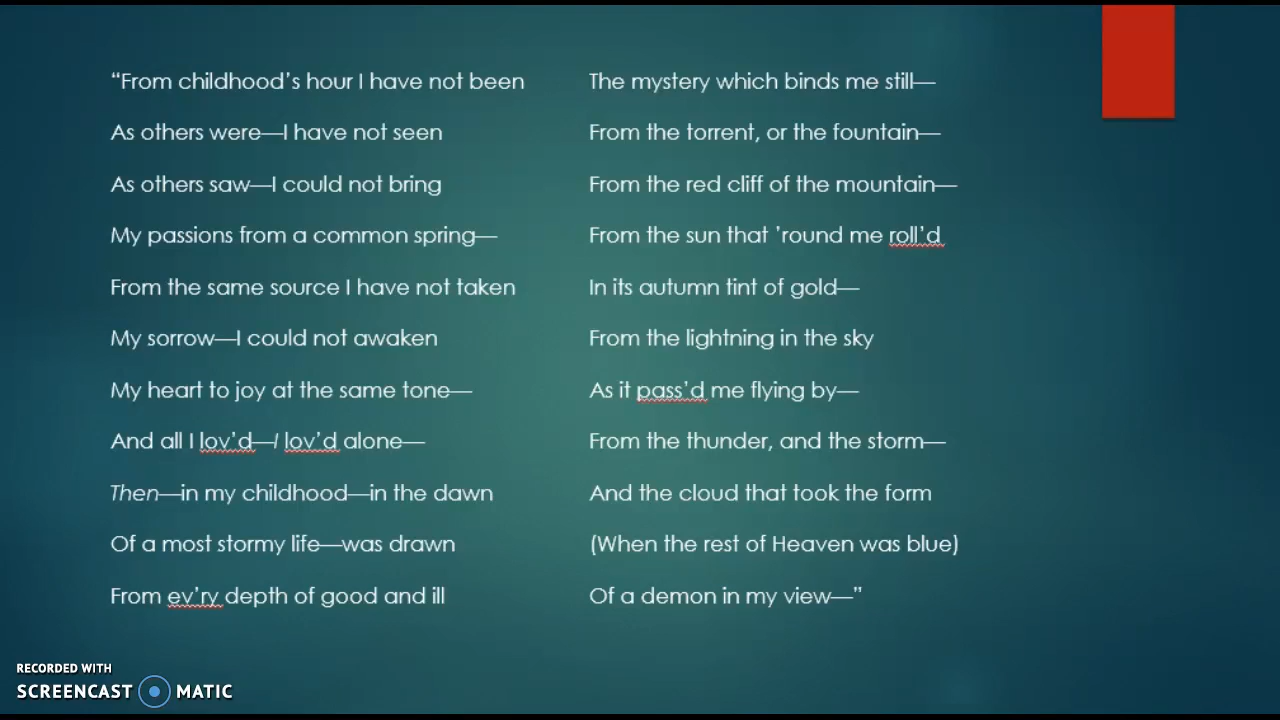 “From childhood’s hour I have not been
As others were—I have not seen
As others saw—I could not bring
My passions from a common spring—
From the same source I have not taken
My sorrow—I could not awaken
My heart to joy at the same tone—
And all I lov’d—I lov’d alone—
Then—in my childhood—in the dawn
Of a most stormy life—was drawn
From ev’ry depth of good and ill
The mystery which binds me still—
From the torrent, or the fountain—
From the red cliff of the mountain—
From the sun that ’round me roll’d
In its autumn tint of gold—
From the lightning in the sky
As it pass’d me flying by—
From the thunder, and the storm—
And the cloud that took the form
(When the rest of Heaven was blue)
Of a demon in my view—”
RECORDED WITH
SCREENCAST MATIC